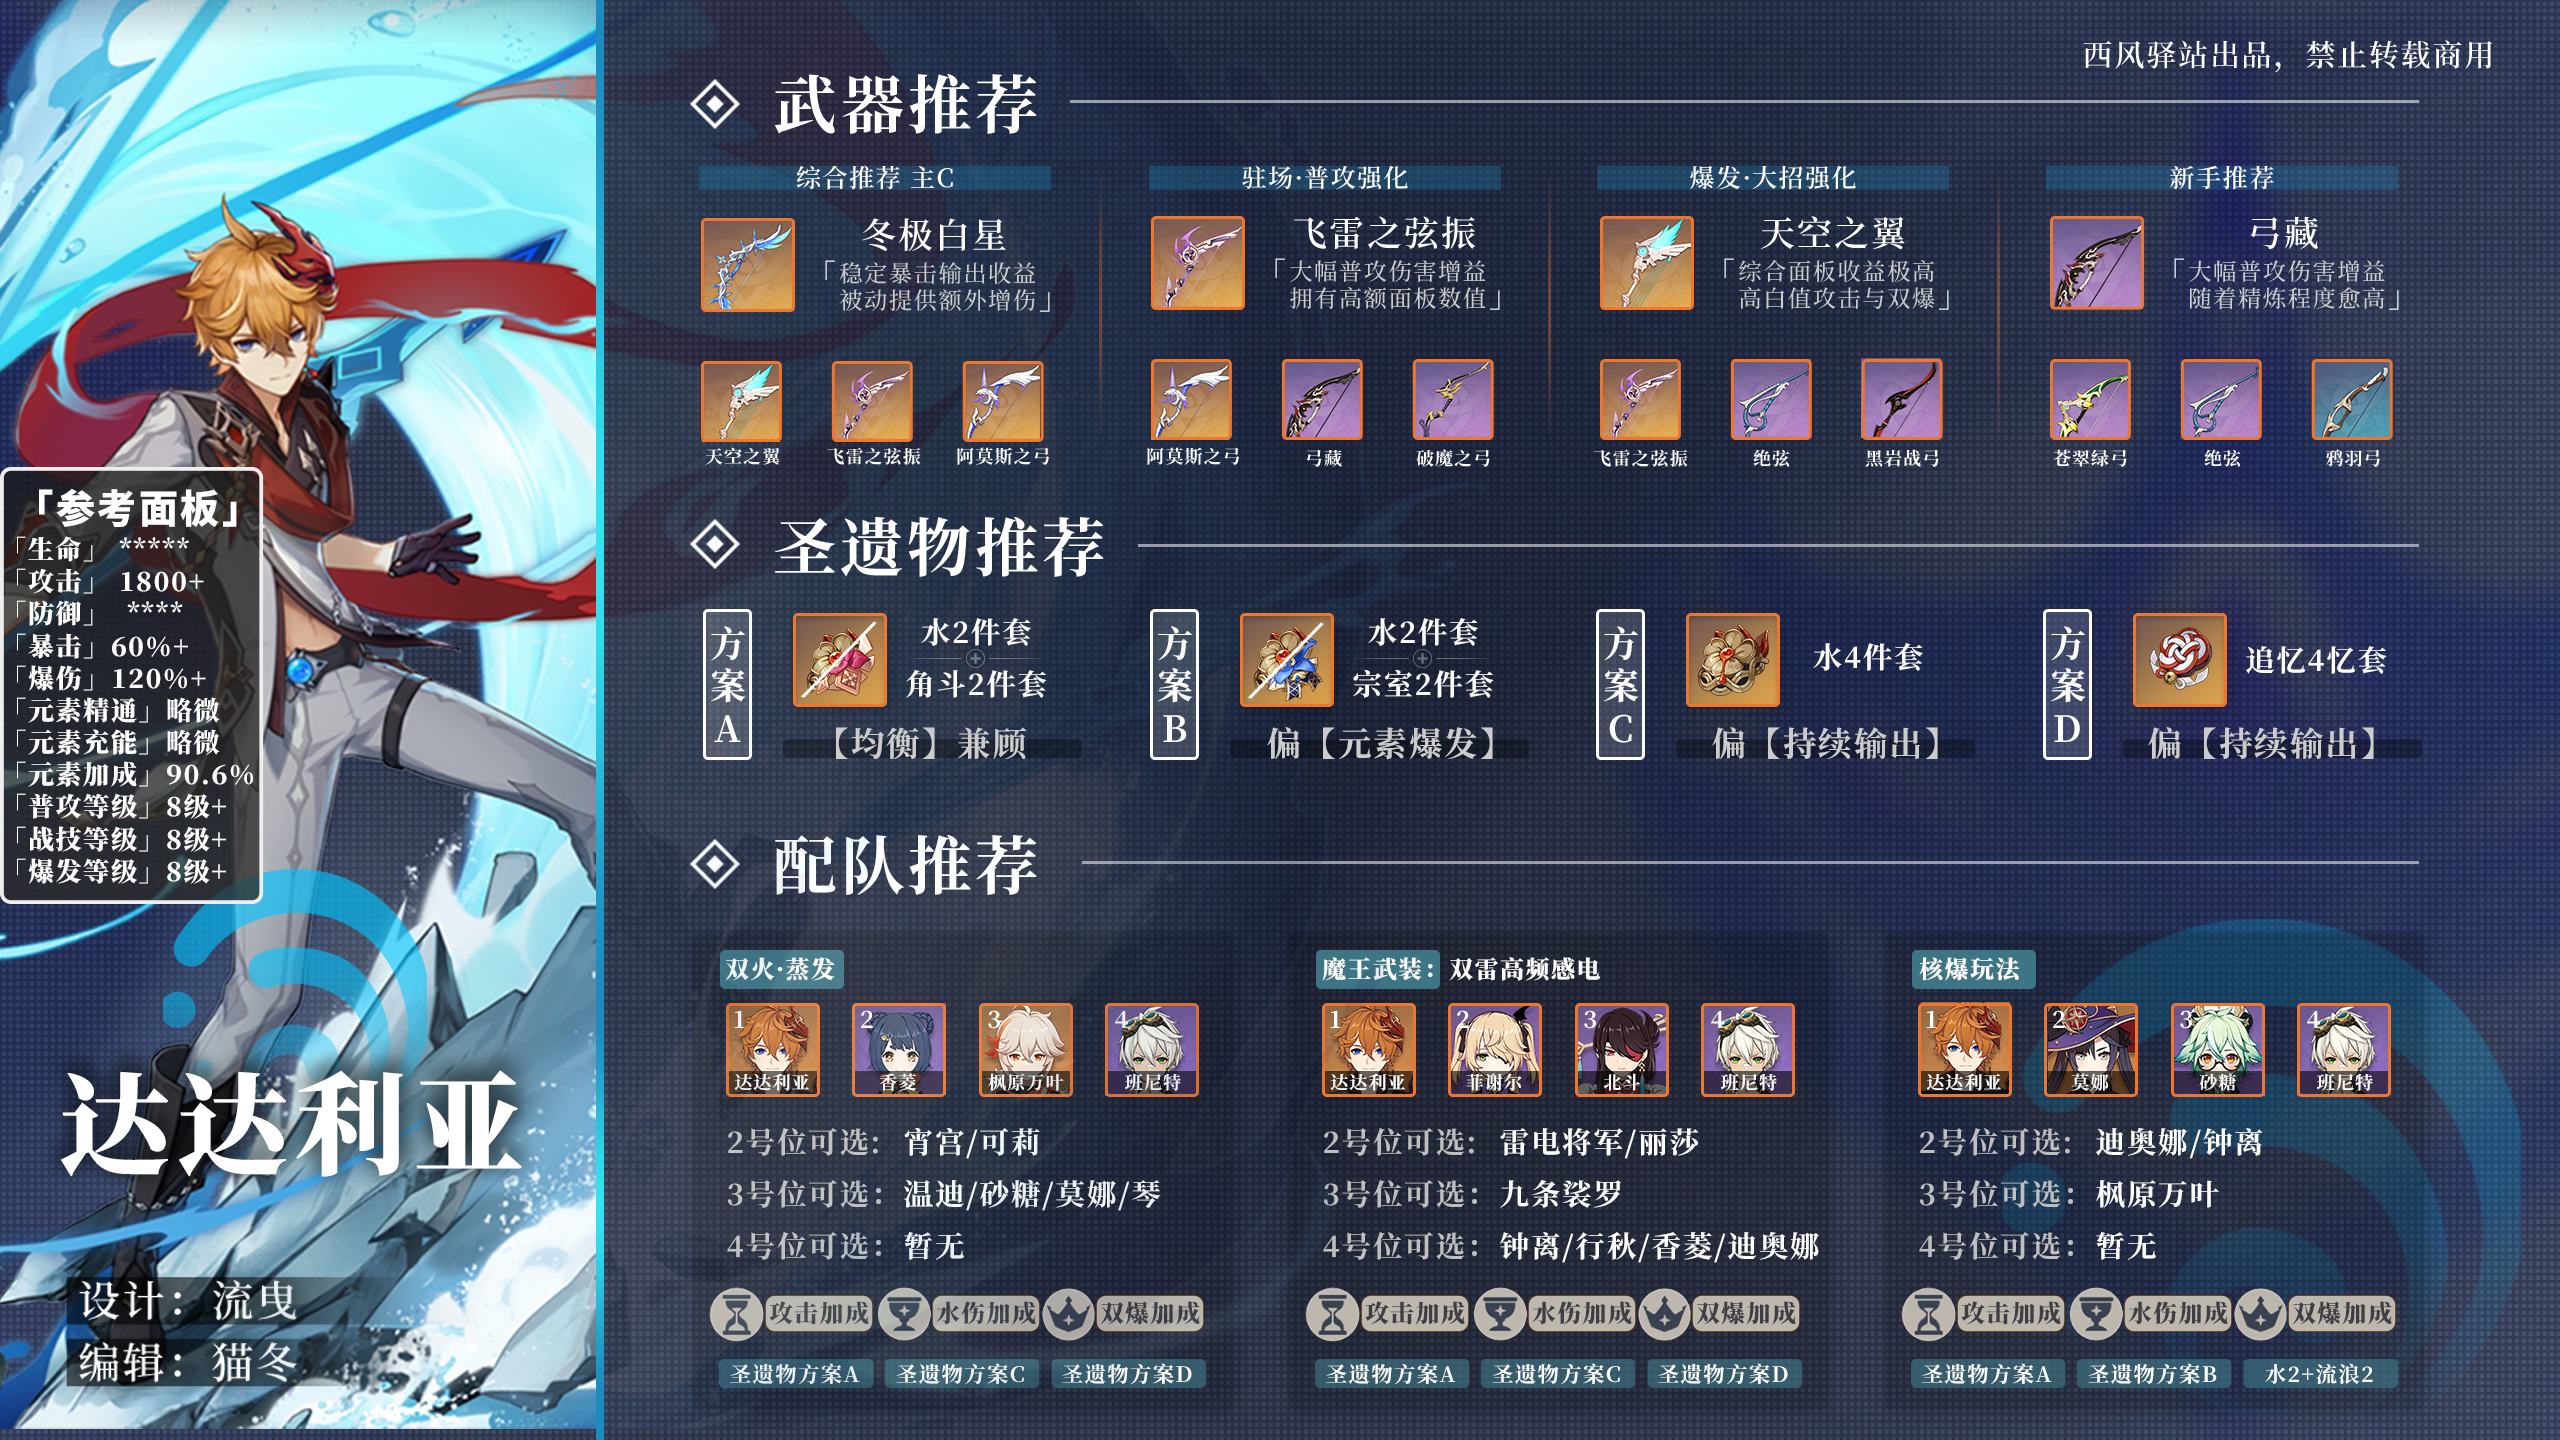 西风驿站出品，禁止转载商用
武器推荐
综合推荐 主C
冬极白星
「稳定暴击输出收益
被动提供额外增伤」
天空之翼 飞雷之弦振 阿莫斯之弓
驻场·普攻强化
飞雷之弦振
「大幅普攻伤害增益
拥有高额面板数值」
阿莫斯之弓 弓藏 破魔之弓
爆发·大招强化
天空之翼
「综合面板收益极高
高白值攻击与双爆」
飞雷之弦振 绝弦 黑岩战弓
新手推荐
弓藏
「大幅普攻伤害增益
随着精炼程度愈高」
苍翠绿弓 绝弦 鸦羽弓
「参考面板」
「生命」 *****
「攻击」 1800+
「防御」 ****
「暴击」60%+
「爆伤」120%+
「元素精通」略微
「元素充能」略微
「元素加成」90.6%
「普攻等级」8级+
「战技等级」8级+
「爆发等级」8级+
达达利亚
设计：流曳
编辑：猫冬
圣遗物推荐
方案A
水2件套
角斗2件套
【均衡】兼顾
方案B
水2件套
宗室2件套
偏【元素爆发】
方案C
水4件套
偏【持续输出】
方案D
追忆4忆套
偏【持续输出】
配队推荐
双火·蒸发
1 2 3 4
达达利亚 香菱 枫原万叶 班尼特
2号位可选：宵宫/可莉
3号位可选：温迪/砂糖/莫娜/琴
4号位可选：暂无
攻击加成 水伤加成 双爆加成
圣遗物方案A 圣遗物方案C 圣遗物方案D
魔王武装：双雷高频感电
1 2 3 4
达达利亚 菲谢尔 北斗 班尼特
2号位可选：雷电将军/丽莎
3号位可选：九条裟罗
4号位可选：钟离/行秋/香菱/迪奥娜
攻击加成 水伤加成 双爆加成
圣遗物方案A 圣遗物方案C 圣遗物方案D
核爆玩法
1 2 3 4
达达利亚 莫娜 砂糖 班尼特
2号位可选：迪奥娜/钟离
3号位可选：枫原万叶
4号位可选：暂无
攻击加成 水伤加成 双爆加成
圣遗物方案A 圣遗物方案B 水2+流浪2